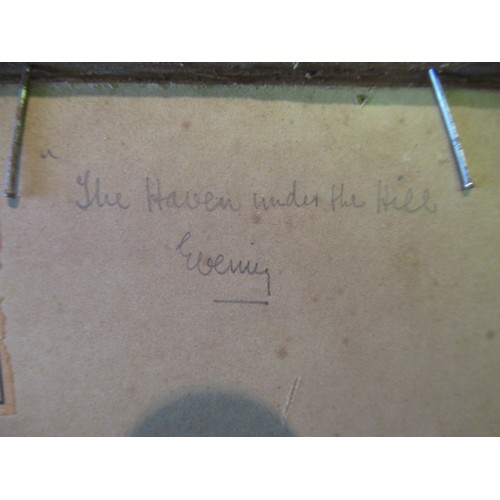 "The Haven under the Hill
Evening